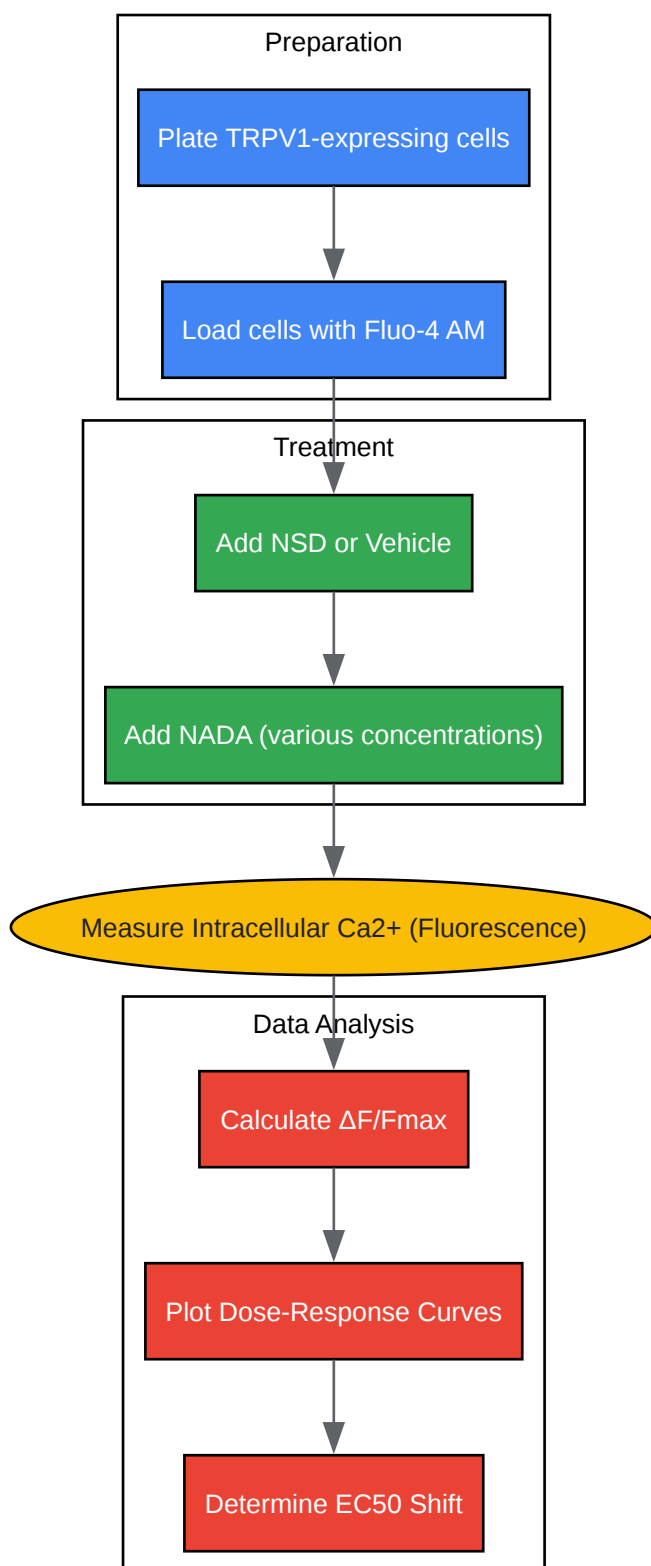 Preparation
Plate TRPV1-expressing cells
Load cells with Fluo-4 AM
Treatment
Add NSD or Vehicle
Add NADA (various concentrations)
Measure Intracellular Ca2+ (Fluorescence)
Data Analysis
Calculate ΔF/Fmax
Plot Dose-Response Curves
Determine EC50 Shift